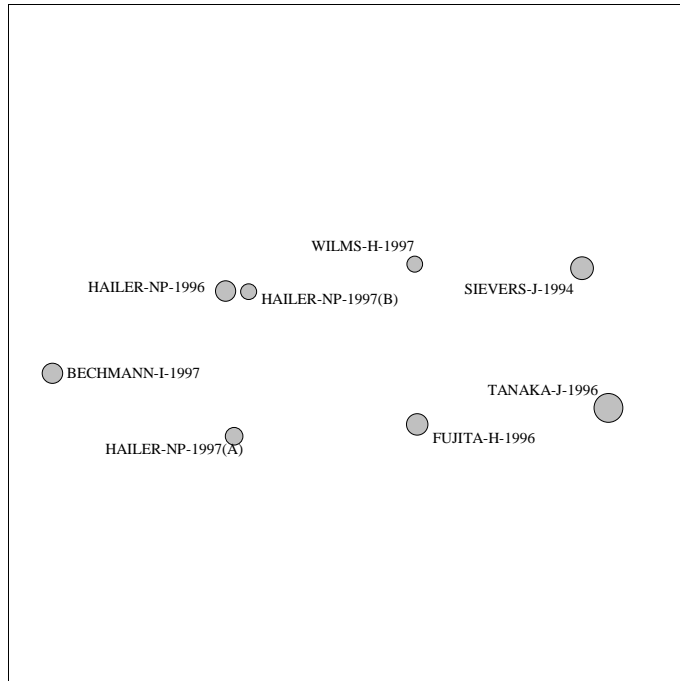 WILMS-H-1997
HAILER-NP-1996
SIEVERS-J-1994
HAILER-NP-1997(B)
BECHMANN-I-1997
TANAKA-J-1996
FUJITA-H-1996
HAILER-NP-1997(A)